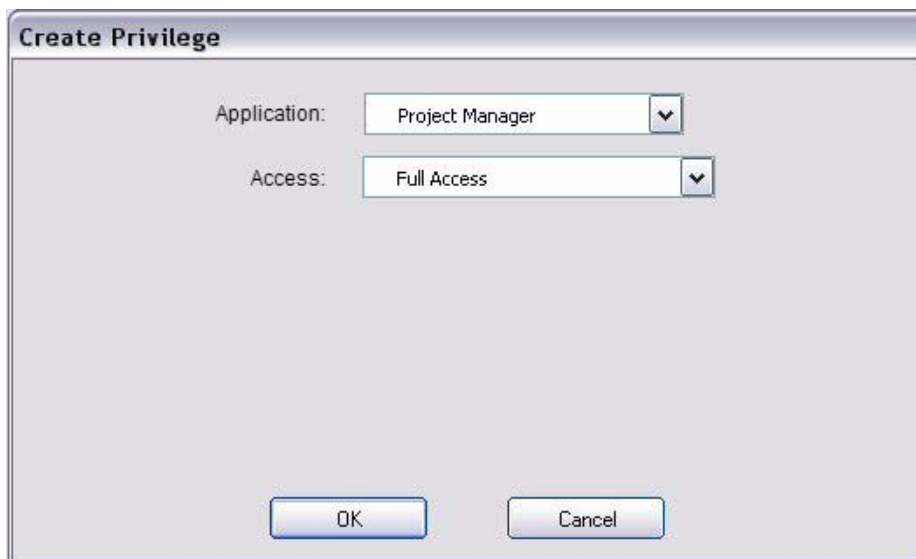 Create Privilege
Application: Project Manager
Access: Full Access
OK Cancel